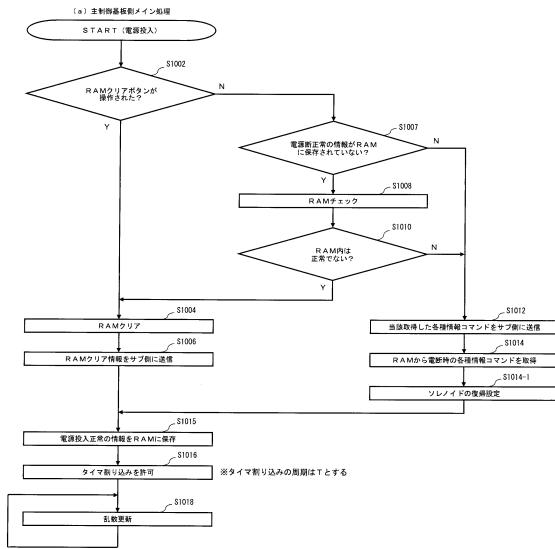 (a) 主制御基板側メイン処理
START (電源投入)
S1002
RAMクリアボタンが
操作された?
N
Y
S1007
電源断正常の情報がRAM
に保存されていない?
N
Y
S1008
RAMチェック
S1010
RAM内は
正常でない?
N
Y
S1004
RAMクリア
S1006
RAMクリア情報をサブ側に送信
S1012
当該取得した各種情報コマンドをサブ側に送信
S1014
RAMから電断時の各種情報コマンドを取得
S1014-1
ソレノイドの復帰設定
S1015
電源投入正常の情報をRAMに保存
S1016
タイマ割り込みを許可
※タイマ割り込みの周期はTとする
S1018
乱数更新